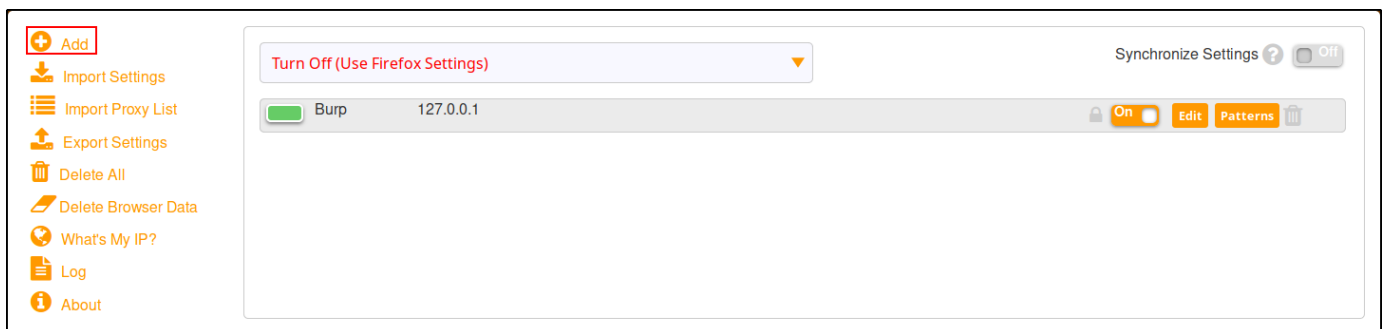 Add
Import Settings
Import Proxy List
Export Settings
Delete All
Delete Browser Data
What's My IP?
Log
About
Turn Off (Use Firefox Settings)
Synchronize Settings ? Off
Burp 127.0.0.1 On Edit Patterns